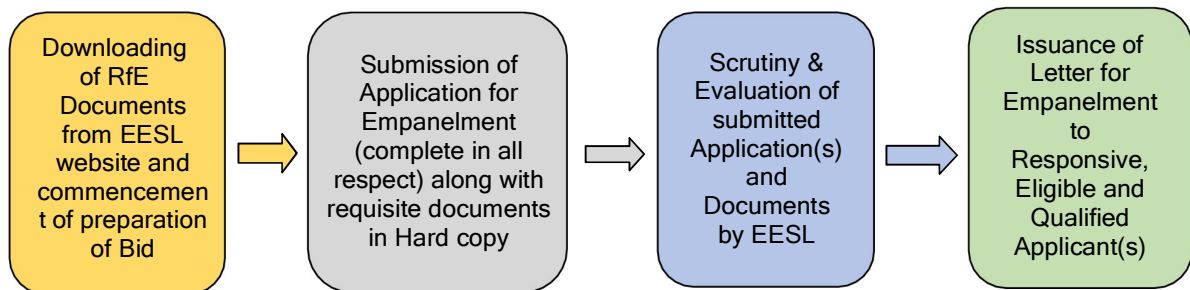 Downloading
of RfE
Documents
from EESL
website and
commencemen
t of preparation
of Bid
Submission of
Application for
Empanelment
(complete in all
respect) along with
requisite documents
in Hard copy
Scrutiny &
Evaluation of
submitted
Application(s)
and
Documents
by EESL
Issuance of
Letter for
Empanelment
to
Responsive,
Eligible and
Qualified
Applicant(s)